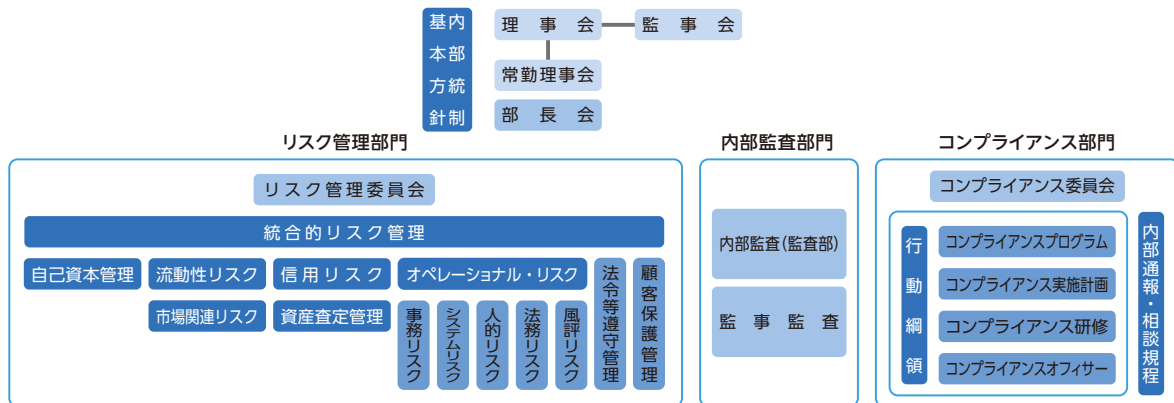 内部統制
基本方針
理事会
監事会
常勤理事会
部長会
リスク管理部門
リスク管理委員会
統合的リスク管理
自己資本管理
流動性リスク
信用リスク
オペレーショナル・リスク
市場関連リスク
資産査定管理
事務リスク
システムリスク
人的リスク
法務リスク
風評リスク
法令等遵守管理
顧客保護管理
内部監査部門
内部監査(監査部)
監事監査
コンプライアンス部門
コンプライアンス委員会
行動綱領
コンプライアンスプログラム
コンプライアンス実施計画
コンプライアンス研修
コンプライアンスオフィサー
内部通報・相談規程